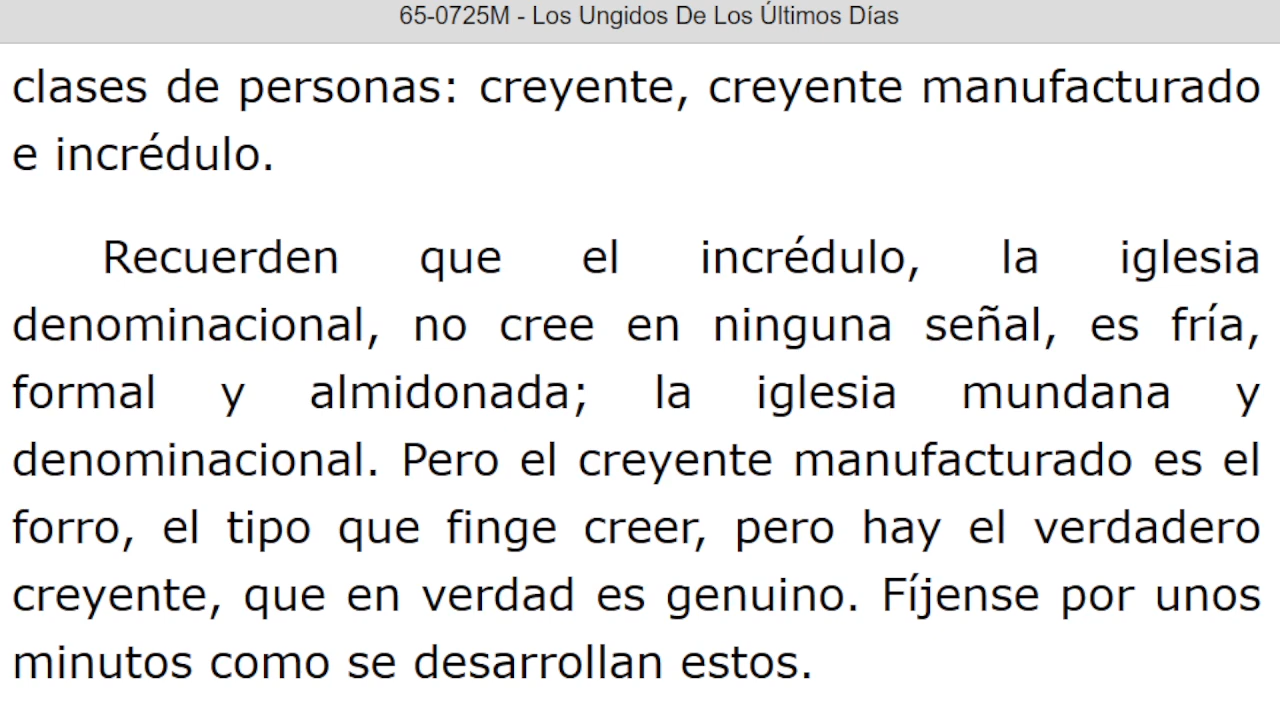 65-0725M - Los Ungidos De Los Últimos Días
clases de personas: creyente, creyente manufacturado
e incrédulo.
Recuerden que el incrédulo, la iglesia
denominacional, no cree en ninguna señal, es fría,
formal y almidonada; la iglesia mundana y
denominacional. Pero el creyente manufacturado es el
forro, el tipo que finge creer, pero hay el verdadero
creyente, que en verdad es genuino. Fíjense por unos
minutos como se desarrollan estos.